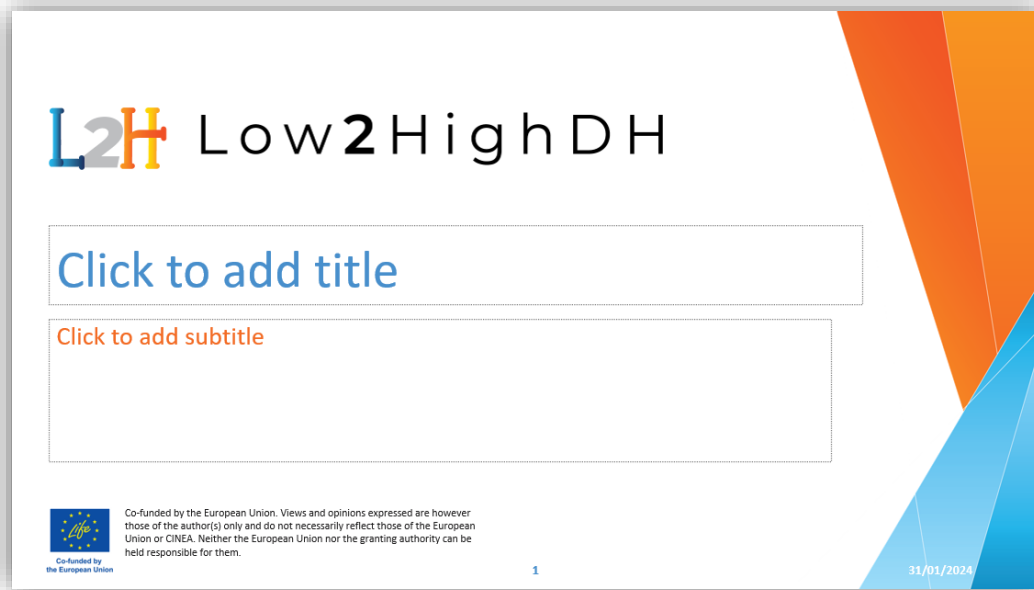 L2H Low2HighDH
Click to add title
Click to add subtitle
Life
Co-funded by
the European Union
Co-funded by the European Union. Views and opinions expressed are however
those of the author(s) only and do not necessarily reflect those of the European
Union or CINEA. Neither the European Union nor the granting authority can be
held responsible for them.
1
31/01/2024